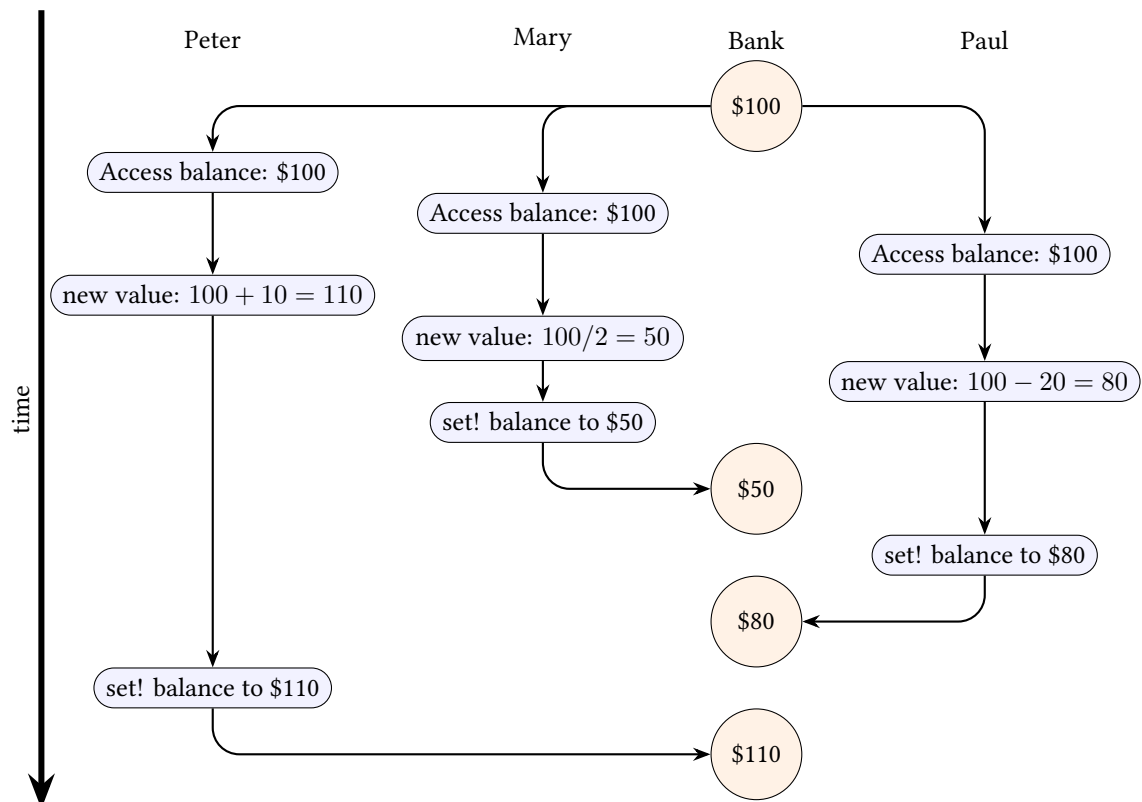 Peter
Mary
Bank
Paul
$100
Access balance: $100
Access balance: $100
Access balance: $100
new value: 100 + 10 = 110
new value: 100/2 = 50
new value: 100 − 20 = 80
time
set! balance to $50
$50
set! balance to $80
$80
set! balance to $110
$110